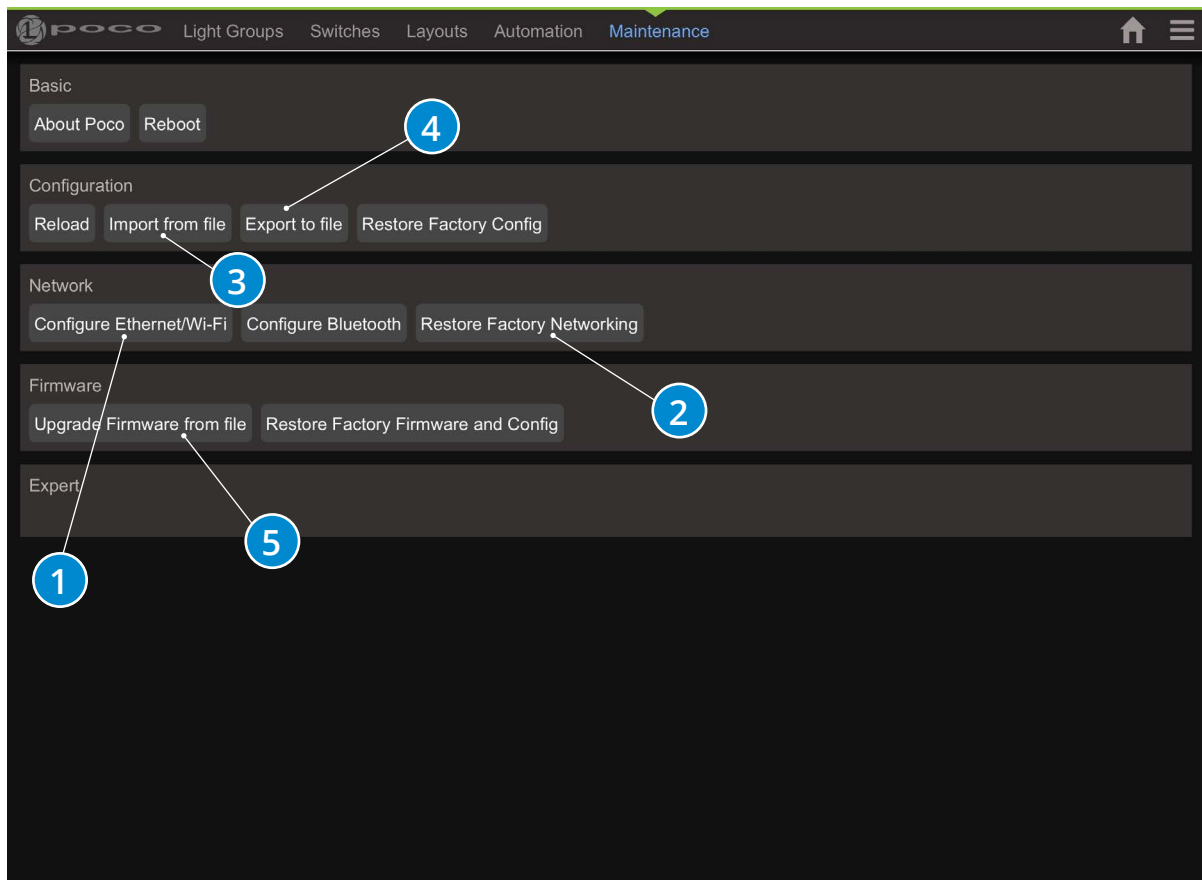 poco Light Groups Switches Layouts Automation Maintenance
Basic
About Poco Reboot
4
Configuration
Reload Import from file Export to file Restore Factory Config
3
Network
Configure Ethernet/Wi-Fi Configure Bluetooth Restore Factory Networking
2
Firmware
Upgrade Firmware from file Restore Factory Firmware and Config
Expert
5
1